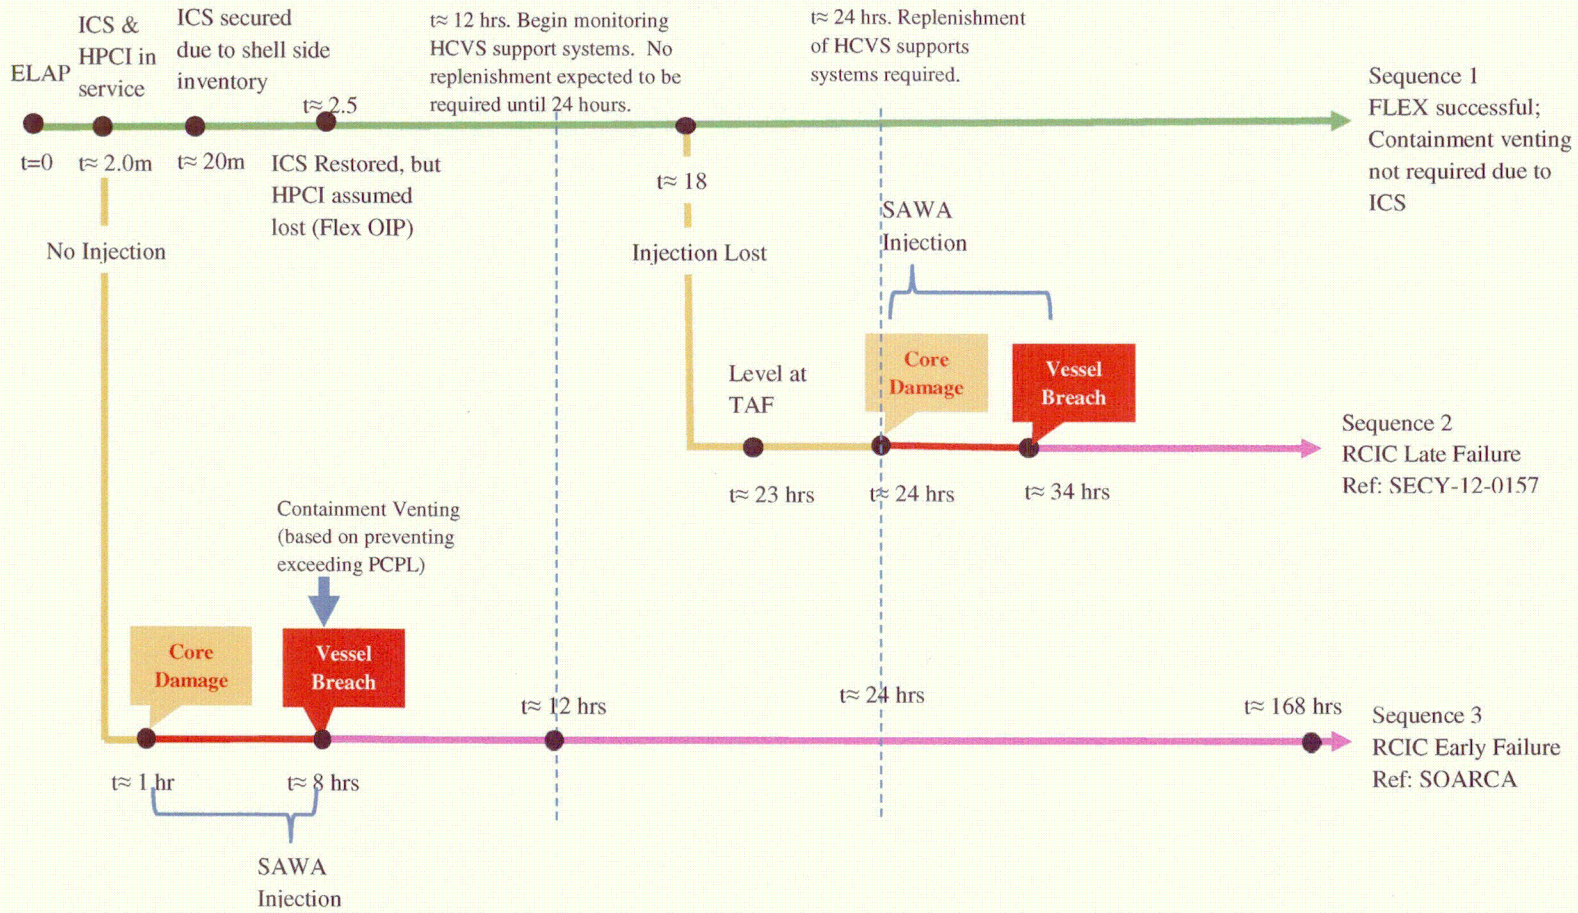 ELAP
ICS &
HPCI in
service
ICS secured
due to shell side
inventory
t≈ 2.5
t≈ 12 hrs. Begin monitoring
HCVS support systems. No
replenishment expected to be
required until 24 hours.
t≈ 24 hrs. Replenishment
of HCVS supports
systems required.
Sequence 1
FLEX successful;
Containment venting
not required due to
ICS
t=0
t≈ 2.0m
t≈ 20m
ICS Restored, but
HPCI assumed
lost (Flex OIP)
t≈ 18
No Injection
Injection Lost
SAWA
Injection
Level at
TAF
Core
Damage
Vessel
Breach
t≈ 23 hrs
t≈ 24 hrs
t≈ 34 hrs
Sequence 2
RCIC Late Failure
Ref: SECY-12-0157
Containment Venting
(based on preventing
exceeding PCPL)
Core
Damage
Vessel
Breach
t≈ 12 hrs
t≈ 24 hrs
t≈ 168 hrs
Sequence 3
RCIC Early Failure
Ref: SOARCA
t≈ 1 hr
t≈ 8 hrs
SAWA
Injection